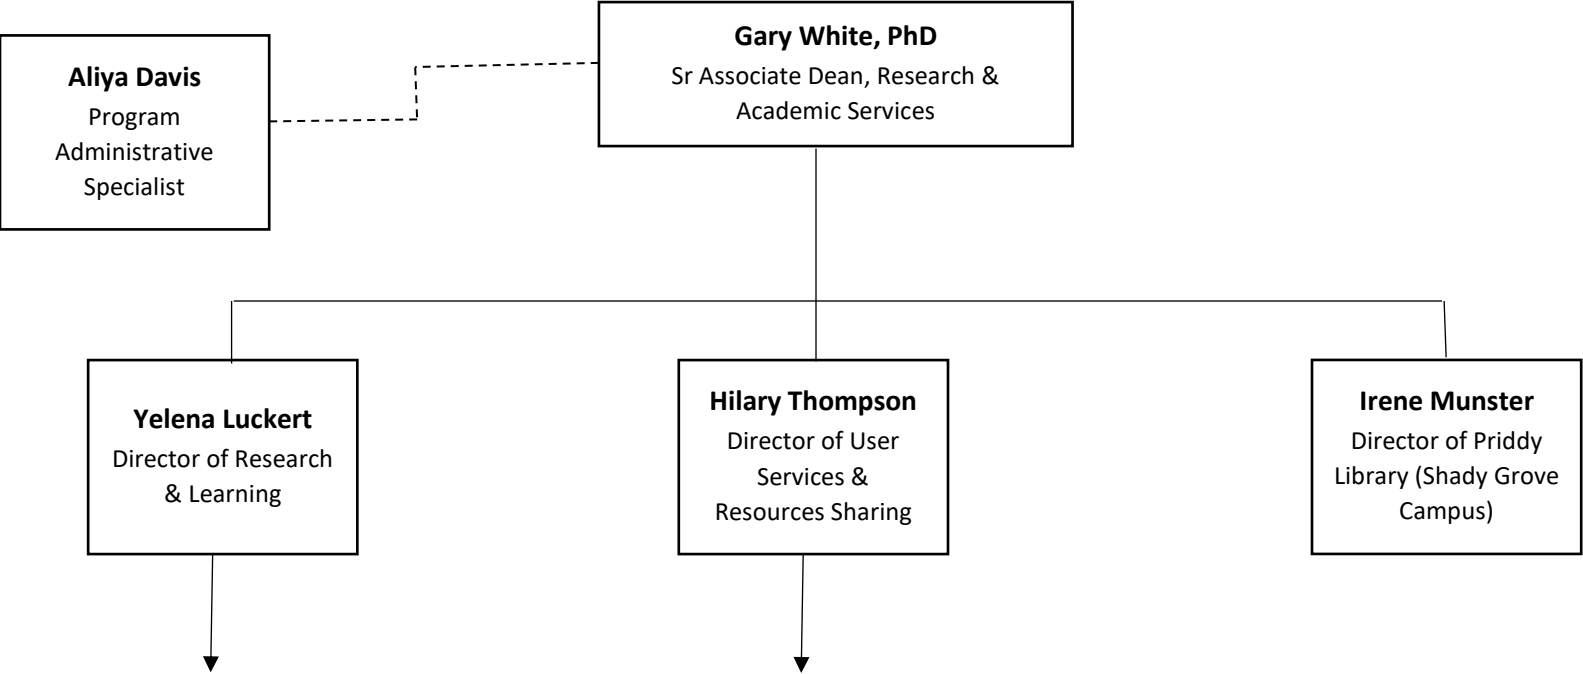 Gary White, PhD
Sr Associate Dean, Research &
Academic Services
Aliya Davis
Program
Administrative
Specialist
Yelena Luckert
Director of Research
& Learning
Hilary Thompson
Director of User
Services &
Resources Sharing
Irene Munster
Director of Priddy
Library (Shady Grove
Campus)